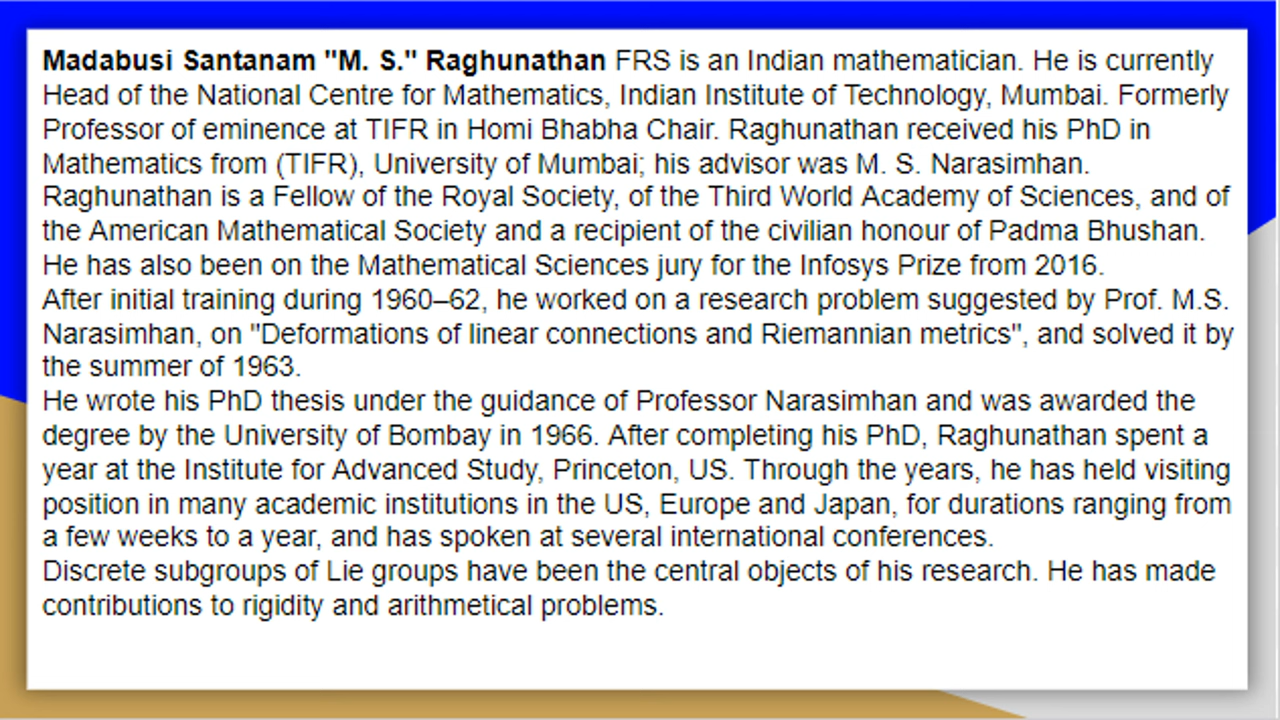 Madabusi Santanam "M. S." Raghunathan FRS is an Indian mathematician. He is currently
Head of the National Centre for Mathematics, Indian Institute of Technology, Mumbai. Formerly
Professor of eminence at TIFR in Homi Bhabha Chair. Raghunathan received his PhD in
Mathematics from (TIFR), University of Mumbai; his advisor was M. S. Narasimhan.
Raghunathan is a Fellow of the Royal Society, of the Third World Academy of Sciences, and of
the American Mathematical Society and a recipient of the civilian honour of Padma Bhushan.
He has also been on the Mathematical Sciences jury for the Infosys Prize from 2016.
After initial training during 1960–62, he worked on a research problem suggested by Prof. M.S.
Narasimhan, on "Deformations of linear connections and Riemannian metrics", and solved it by
the summer of 1963.
He wrote his PhD thesis under the guidance of Professor Narasimhan and was awarded the
degree by the University of Bombay in 1966. After completing his PhD, Raghunathan spent a
year at the Institute for Advanced Study, Princeton, US. Through the years, he has held visiting
position in many academic institutions in the US, Europe and Japan, for durations ranging from
a few weeks to a year, and has spoken at several international conferences.
Discrete subgroups of Lie groups have been the central objects of his research. He has made
contributions to rigidity and arithmetical problems.